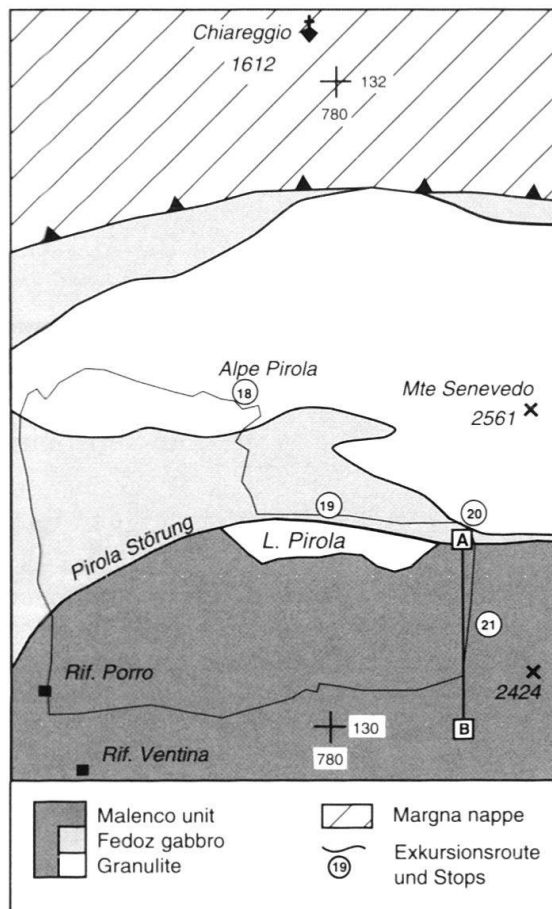 Chiareggio
1612
132
780
Alpe Pirola
18
Mte Senevedo
2561
19
20
Pirola Störung
L. Pirola
A
21
Rif. Porro
2424
130
B
780
Rif. Ventina
Malenco unit
Fedoz gabbro
Granulite
Margna nappe
19
Exkursionsroute
und Stops